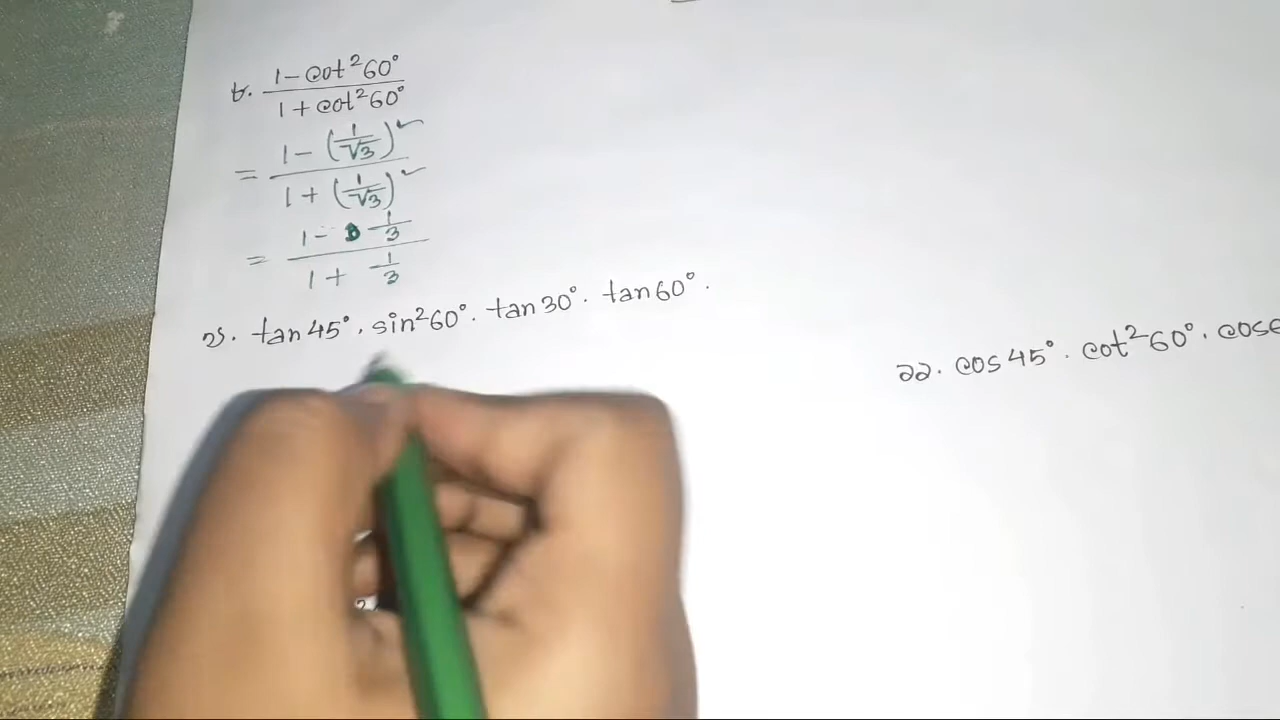 ৮. (1 - cot²60°)/(1 + cot²60°)
= (1 - (1/√3)²)/(1 + (1/√3)²)
= (1 - 1/3)/(1 + 1/3)
২১. tan45°. sin²60°. tan30°. tan60°.
২২. cos45°. cot²60°.